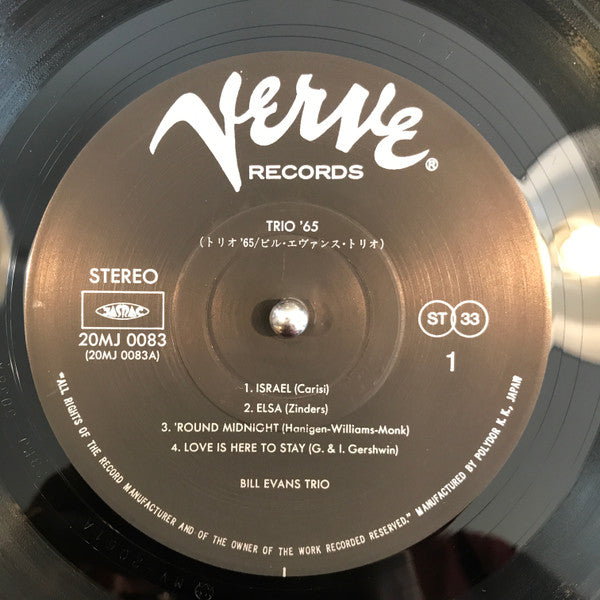 Verve
RECORDS
®
TRIO '65
(トリオ '65/ビル・エヴァンス・トリオ)
STEREO
JASRAC
20MJ 0083
(20MJ 0083A)
ST 33
1
1. ISRAEL (Carisi)
2. ELSA (Zinders)
3. 'ROUND MIDNIGHT (Hanigen-Williams-Monk)
4. LOVE IS HERE TO STAY (G. & I. Gershwin)
BILL EVANS TRIO
"ALL RIGHTS OF THE RECORD MANUFACTURER AND OF THE OWNER OF THE WORK RECORDED RESERVED." MANUFACTURED BY POLYDOR K.K., JAPAN